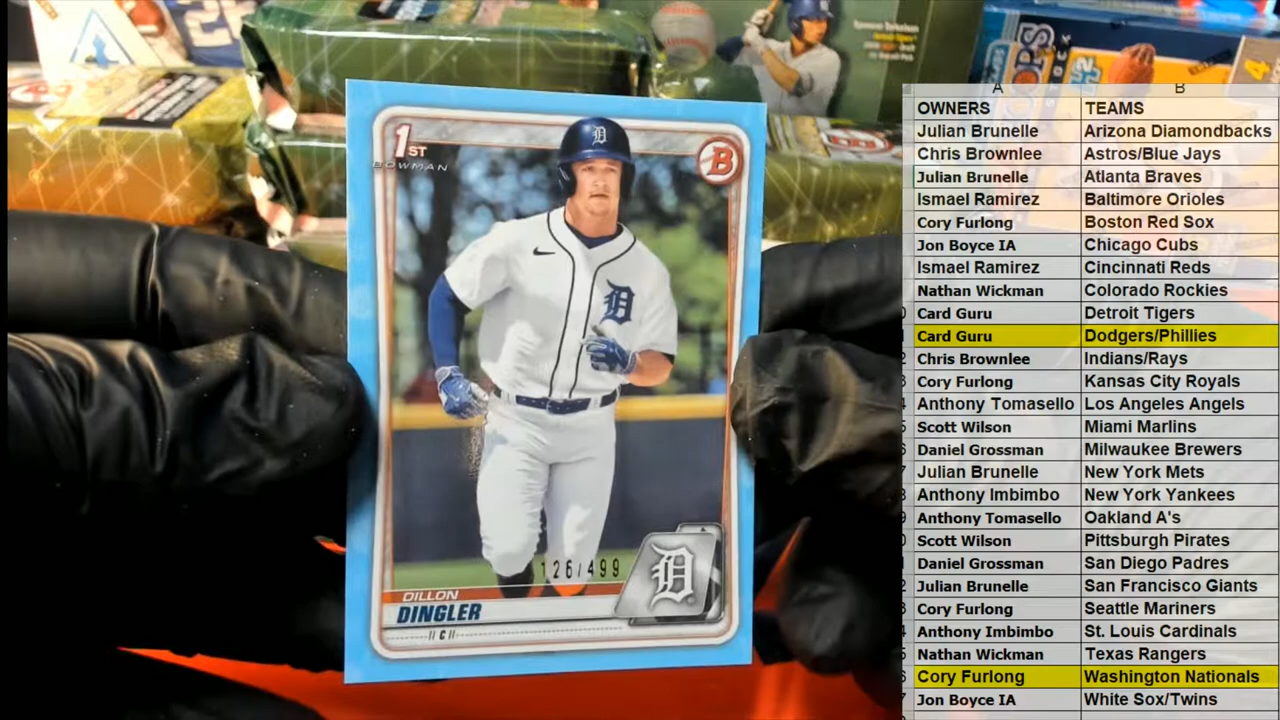 1ST
BOWMAN
B
D
D
126/499
DILLON
DINGLER
C
A B
OWNERS TEAMS
Julian Brunelle Arizona Diamondbacks
Chris Brownlee Astros/Blue Jays
Julian Brunelle Atlanta Braves
Ismael Ramirez Baltimore Orioles
Cory Furlong Boston Red Sox
Jon Boyce IA Chicago Cubs
Ismael Ramirez Cincinnati Reds
Nathan Wickman Colorado Rockies
Card Guru Detroit Tigers
Card Guru Dodgers/Phillies
Chris Brownlee Indians/Rays
Cory Furlong Kansas City Royals
Anthony Tomasello Los Angeles Angels
Scott Wilson Miami Marlins
Daniel Grossman Milwaukee Brewers
Julian Brunelle New York Mets
Anthony Imbimbo New York Yankees
Anthony Tomasello Oakland A's
Scott Wilson Pittsburgh Pirates
Daniel Grossman San Diego Padres
Julian Brunelle San Francisco Giants
Cory Furlong Seattle Mariners
Anthony Imbimbo St. Louis Cardinals
Nathan Wickman Texas Rangers
Cory Furlong Washington Nationals
Jon Boyce IA White Sox/Twins